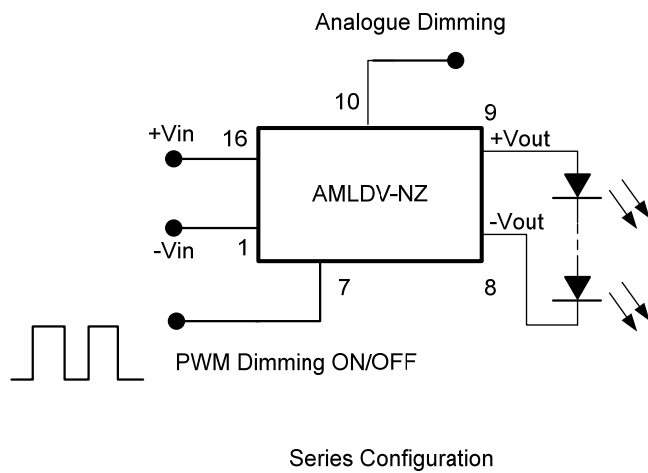 Analogue Dimming
10
9
+Vin
16
+Vout
AMLDV-NZ
-Vout
-Vin
1
7
8
PWM Dimming ON/OFF
Series Configuration